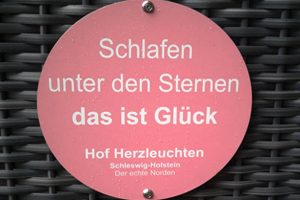 Schlafen
unter den Sternen
das ist Glück
Hof Herzleuchten
Schleswig-Holstein
Der echte Norden